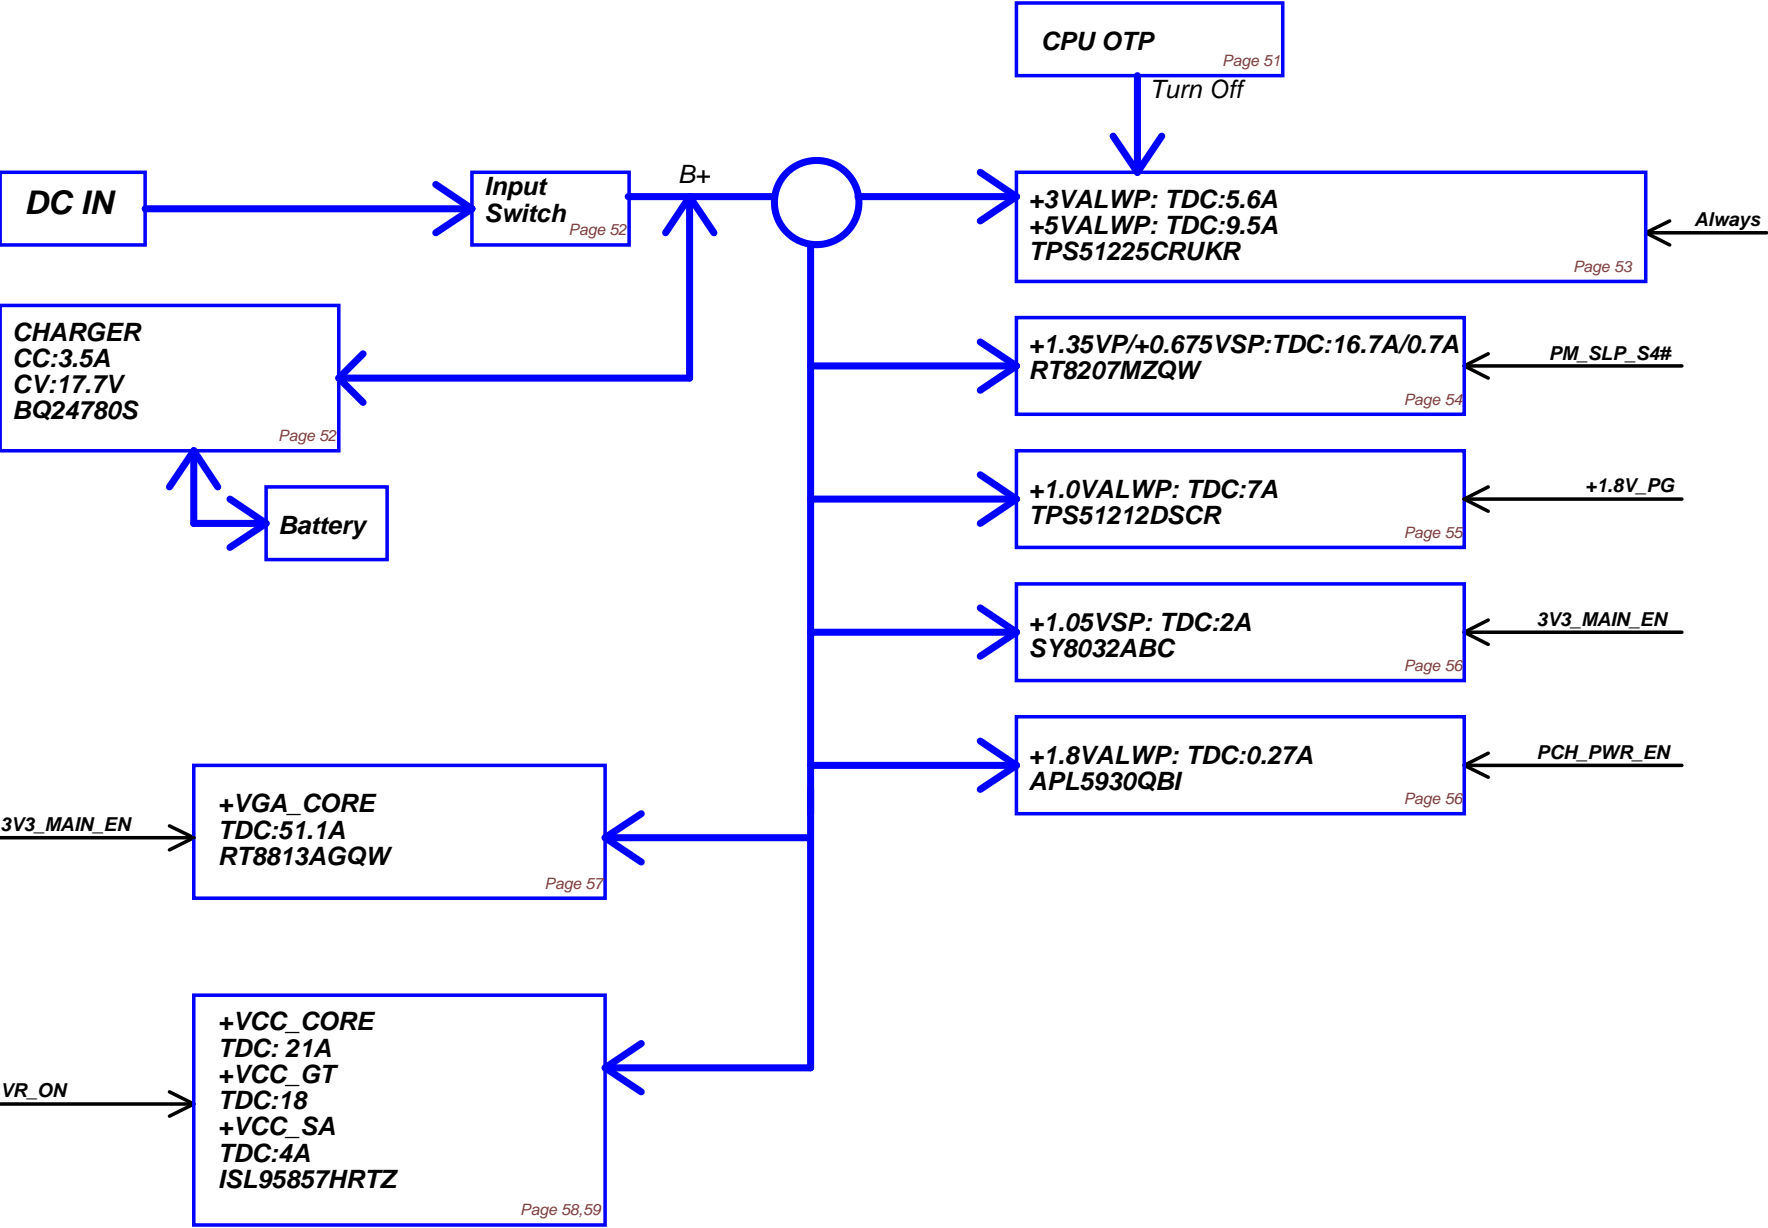 CPU OTP
Page 51
Turn Off
DC IN
Input
Switch
Page 52
B+
+3VALWP: TDC:5.6A
+5VALWP: TDC:9.5A
TPS51225CRUKR
Page 53
Always
CHARGER
CC:3.5A
CV:17.7V
BQ24780S
Page 52
+1.35VP/+0.675VSP:TDC:16.7A/0.7A
RT8207MZQW
Page 54
PM_SLP_S4#
Battery
+1.0VALWP: TDC:7A
TPS51212DSCR
Page 55
+1.8V_PG
+1.05VSP: TDC:2A
SY8032ABC
Page 56
3V3_MAIN_EN
+1.8VALWP: TDC:0.27A
APL5930QBI
Page 56
PCH_PWR_EN
3V3_MAIN_EN
+VGA_CORE
TDC:51.1A
RT8813AGQW
Page 57
VR_ON
+VCC_CORE
TDC: 21A
+VCC_GT
TDC:18
+VCC_SA
TDC:4A
ISL95857HRTZ
Page 58,59